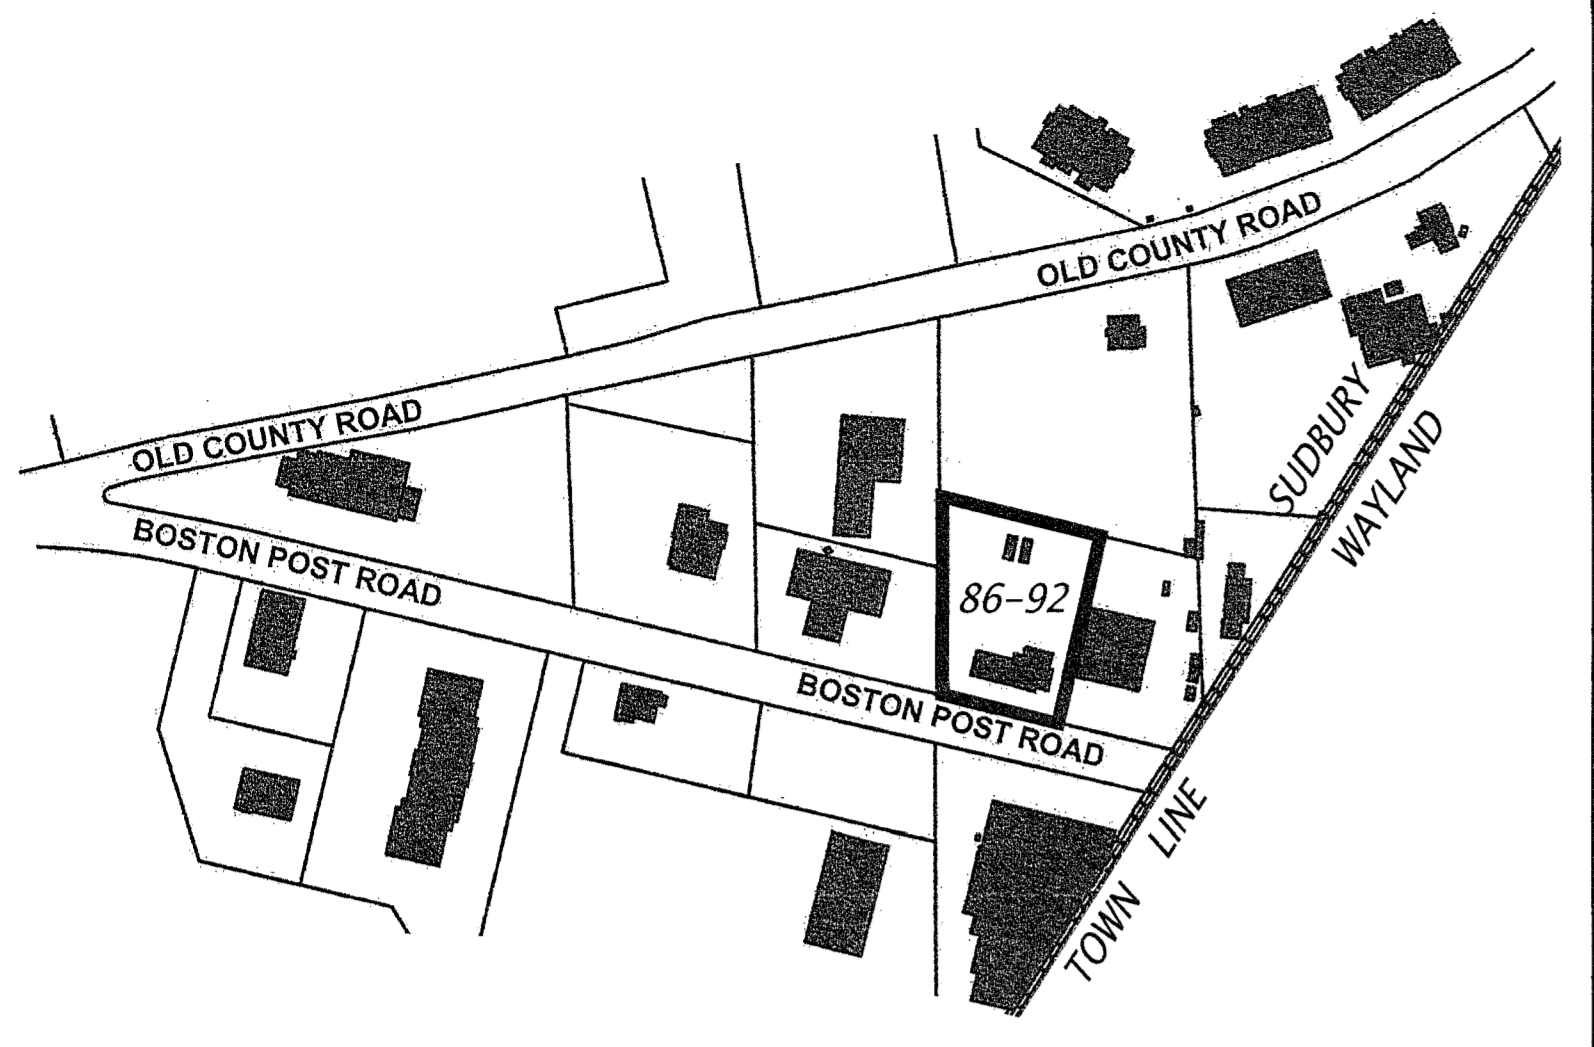 OLD COUNTY ROAD
OLD COUNTY ROAD
BOSTON POST ROAD
SUDBURY
WAYLAND
86-92
BOSTON POST ROAD
TOWN LINE